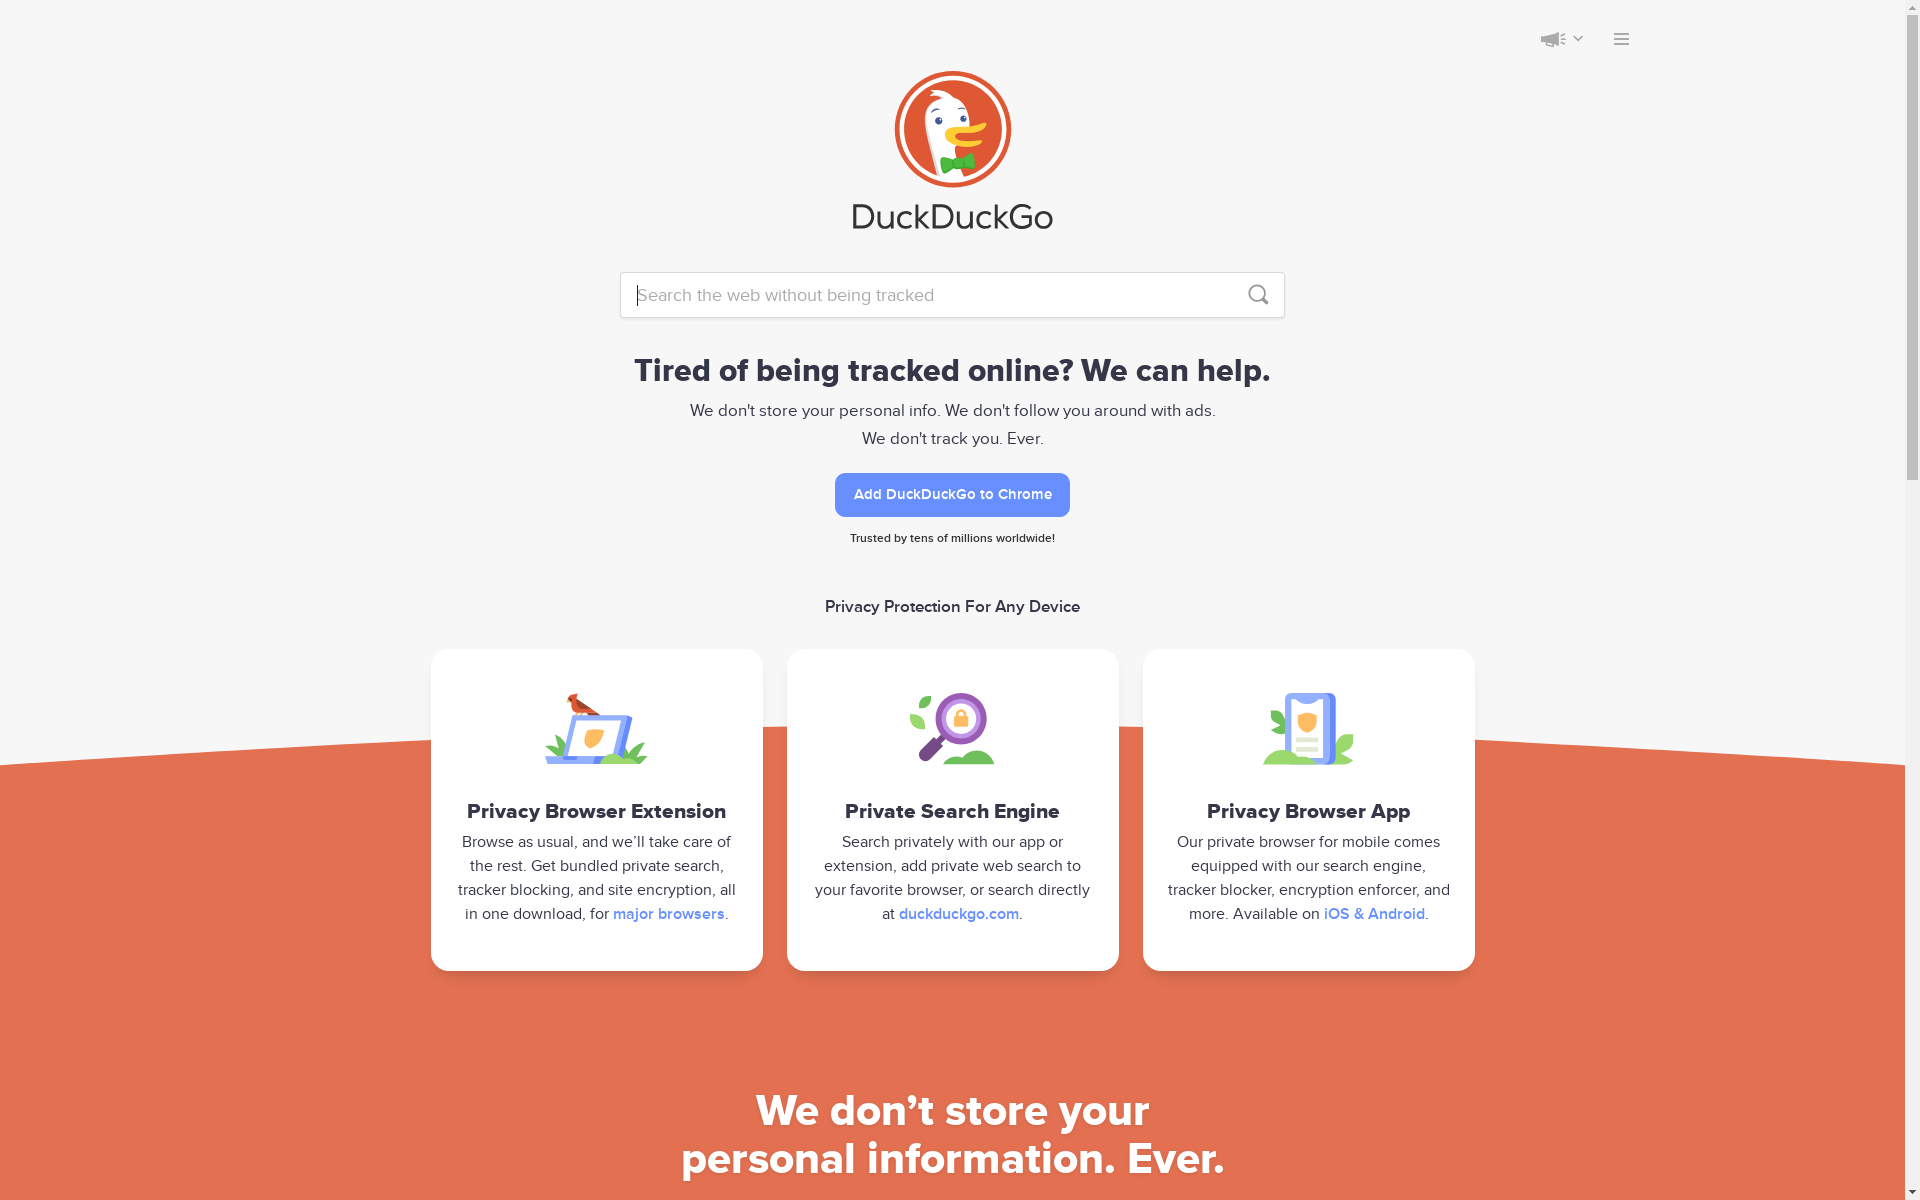 DuckDuckGo
Search the web without being tracked
Tired of being tracked online? We can help.
We don't store your personal info. We don't follow you around with ads.
We don't track you. Ever.
Add DuckDuckGo to Chrome
Trusted by tens of millions worldwide!
Privacy Protection For Any Device
Privacy Browser Extension
Browse as usual, and we’ll take care of
the rest. Get bundled private search,
tracker blocking, and site encryption, all
in one download, for major browsers.
Private Search Engine
Search privately with our app or
extension, add private web search to
your favorite browser, or search directly
at duckduckgo.com.
Privacy Browser App
Our private browser for mobile comes
equipped with our search engine,
tracker blocker, encryption enforcer, and
more. Available on iOS & Android.
We don’t store your
personal information. Ever.